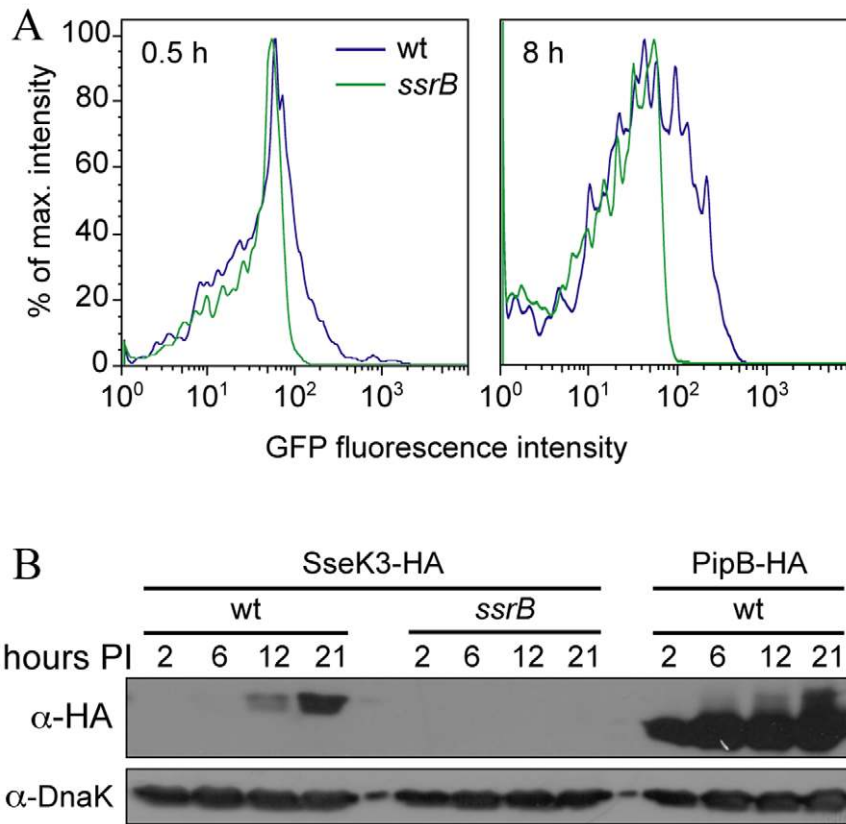 A
0.5 h
wt
ssrB
8 h
100
80
60
40
20
0
% of max. intensity
10⁰ 10¹ 10² 10³
10⁰ 10¹ 10² 10³
GFP fluorescence intensity
B
SseK3-HA PipB-HA
wt ssrB wt
hours PI 2 6 12 21 2 6 12 21 2 6 12 21
α-HA
α-DnaK